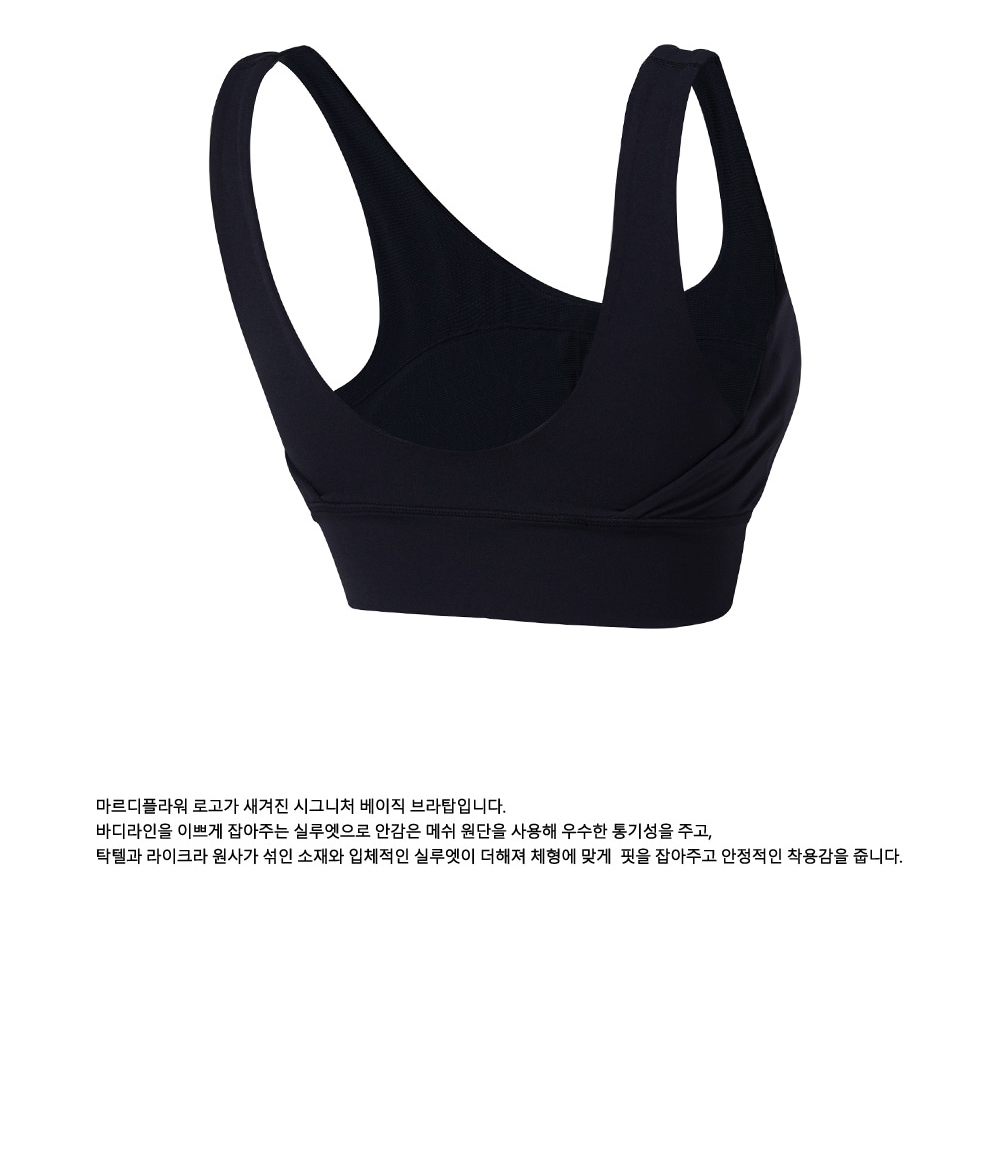 마르디플라워 로고가 새겨진 시그니처 베이직 브라탑입니다.
바디라인을 이쁘게 잡아주는 실루엣으로 안감은 메쉬 원단을 사용해 우수한 통기성을 주고,
탁텔과 라이크라 원사가 섞인 소재와 입체적인 실루엣이 더해져 체형에 맞게  핏을 잡아주고 안정적인 착용감을 줍니다.